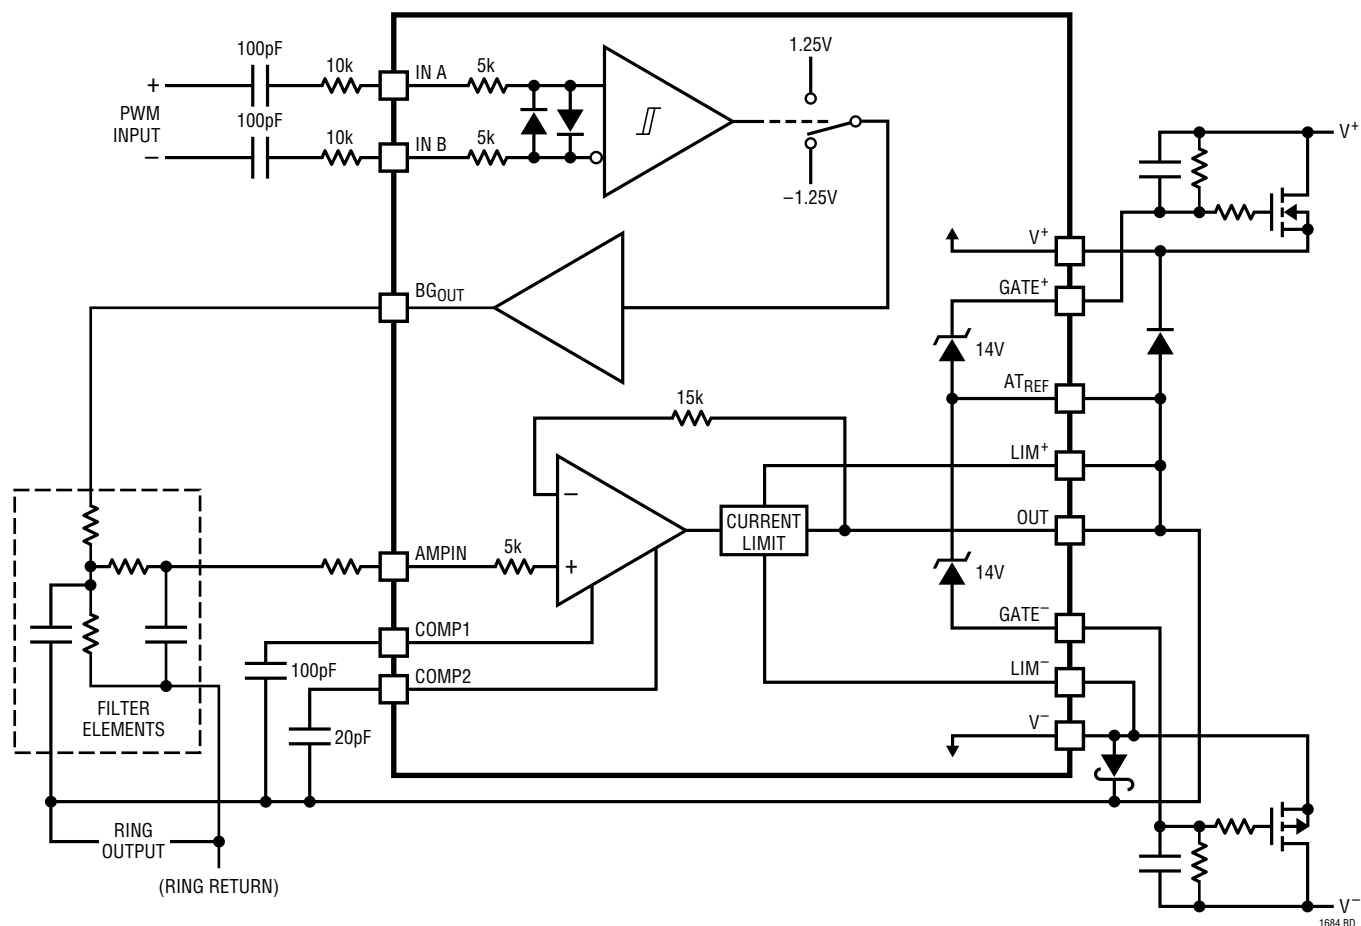 100pF
10k
IN A
5k
1.25V
+
PWM
INPUT
–
100pF
10k
IN B
5k
–1.25V
V+
V+
GATE+
BGOUT
14V
ATREF
15k
LIM+
–
CURRENT
LIMIT
OUT
AMPIN
5k
+
14V
GATE–
COMP1
100pF
COMP2
LIM–
FILTER
ELEMENTS
20pF
V–
RING
OUTPUT
(RING RETURN)
V–
1684 BD